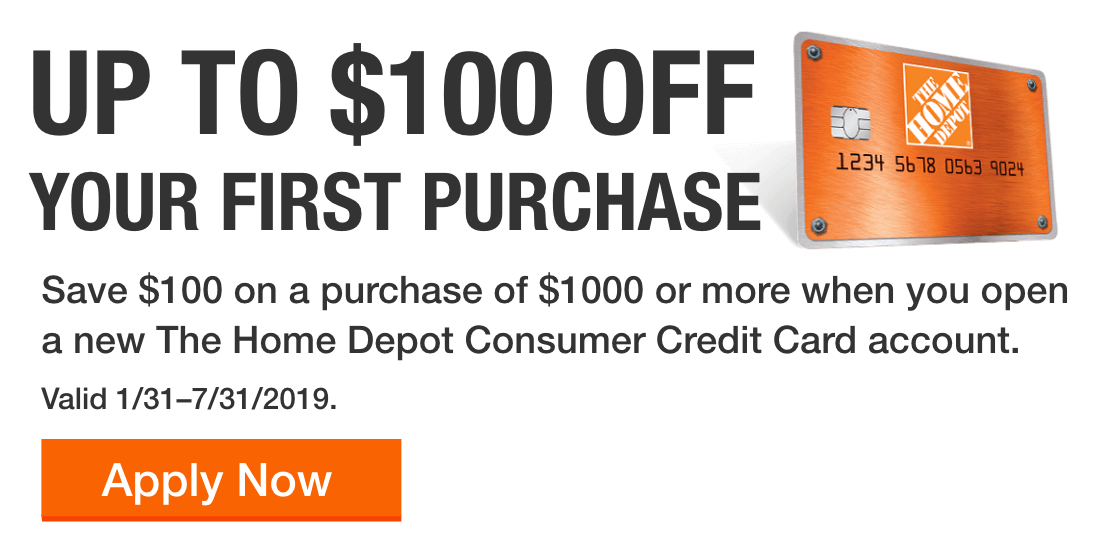 UP TO $100 OFF
YOUR FIRST PURCHASE
THE
HOME
DEPOT
1234 5678 0563 9024
Save $100 on a purchase of $1000 or more when you open
a new The Home Depot Consumer Credit Card account.
Valid 1/31–7/31/2019.
Apply Now